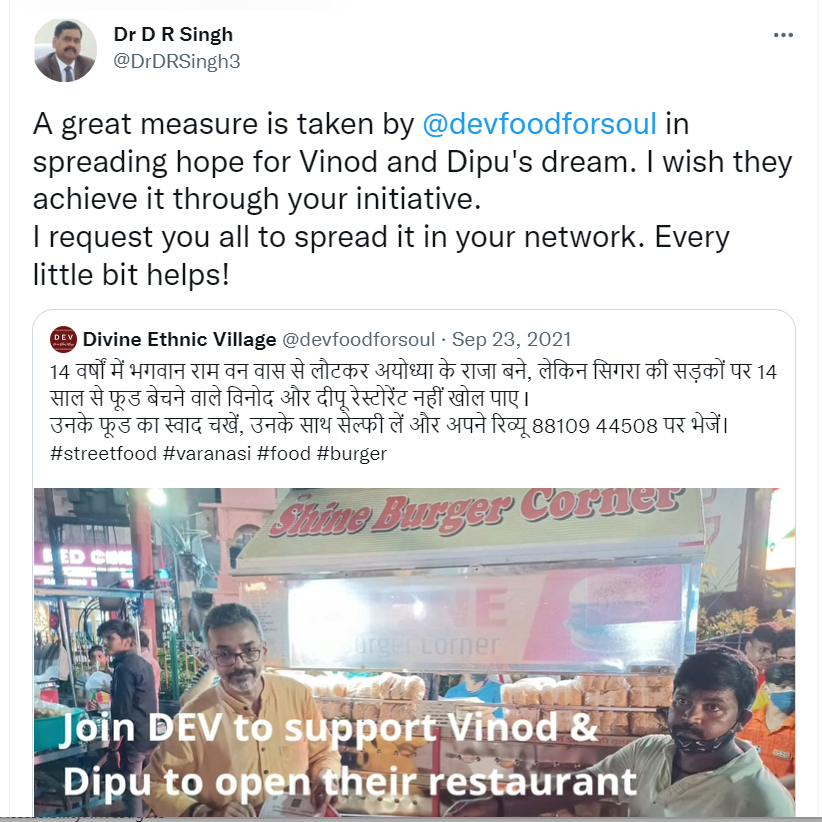 Dr D R Singh
@DrDRSingh3
A great measure is taken by @devfoodforsoul in
spreading hope for Vinod and Dipu's dream. I wish they
achieve it through your initiative.
I request you all to spread it in your network. Every
little bit helps!
DEV
Divine Ethnic Village @devfoodforsoul · Sep 23, 2021
14 वर्षों में भगवान राम वन वास से लौटकर अयोध्या के राजा बने, लेकिन सिगरा की सड़कों पर 14
साल से फूड बेचने वाले विनोद और दीपू रेस्टोरेंट नहीं खोल पाए।
उनके फूड का स्वाद चखें, उनके साथ सेल्फी लें और अपने रिव्यू 88109 44508 पर भेजें।
#streetfood #varanasi #food #burger
Shine Burger Corner
Burger Corner
Join DEV to support Vinod &
Dipu to open their restaurant